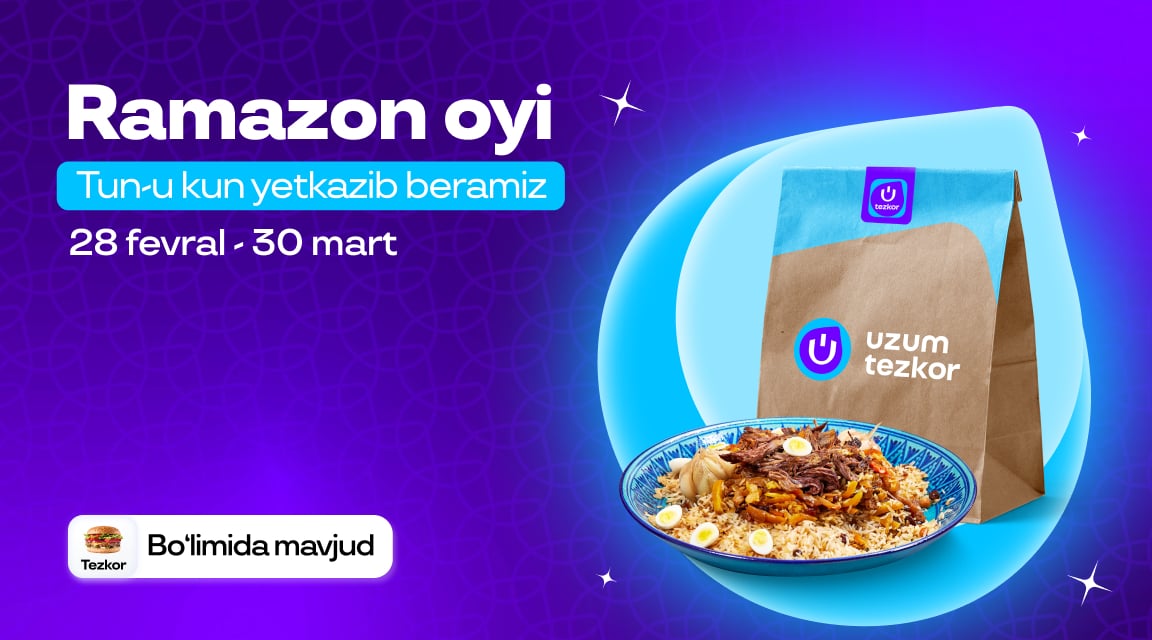 Ramazon oyi
Tun-u kun yetkazib beramiz
28 fevral - 30 mart
tezkor
uzum
tezkor
Tezkor
Bo‘limida mavjud